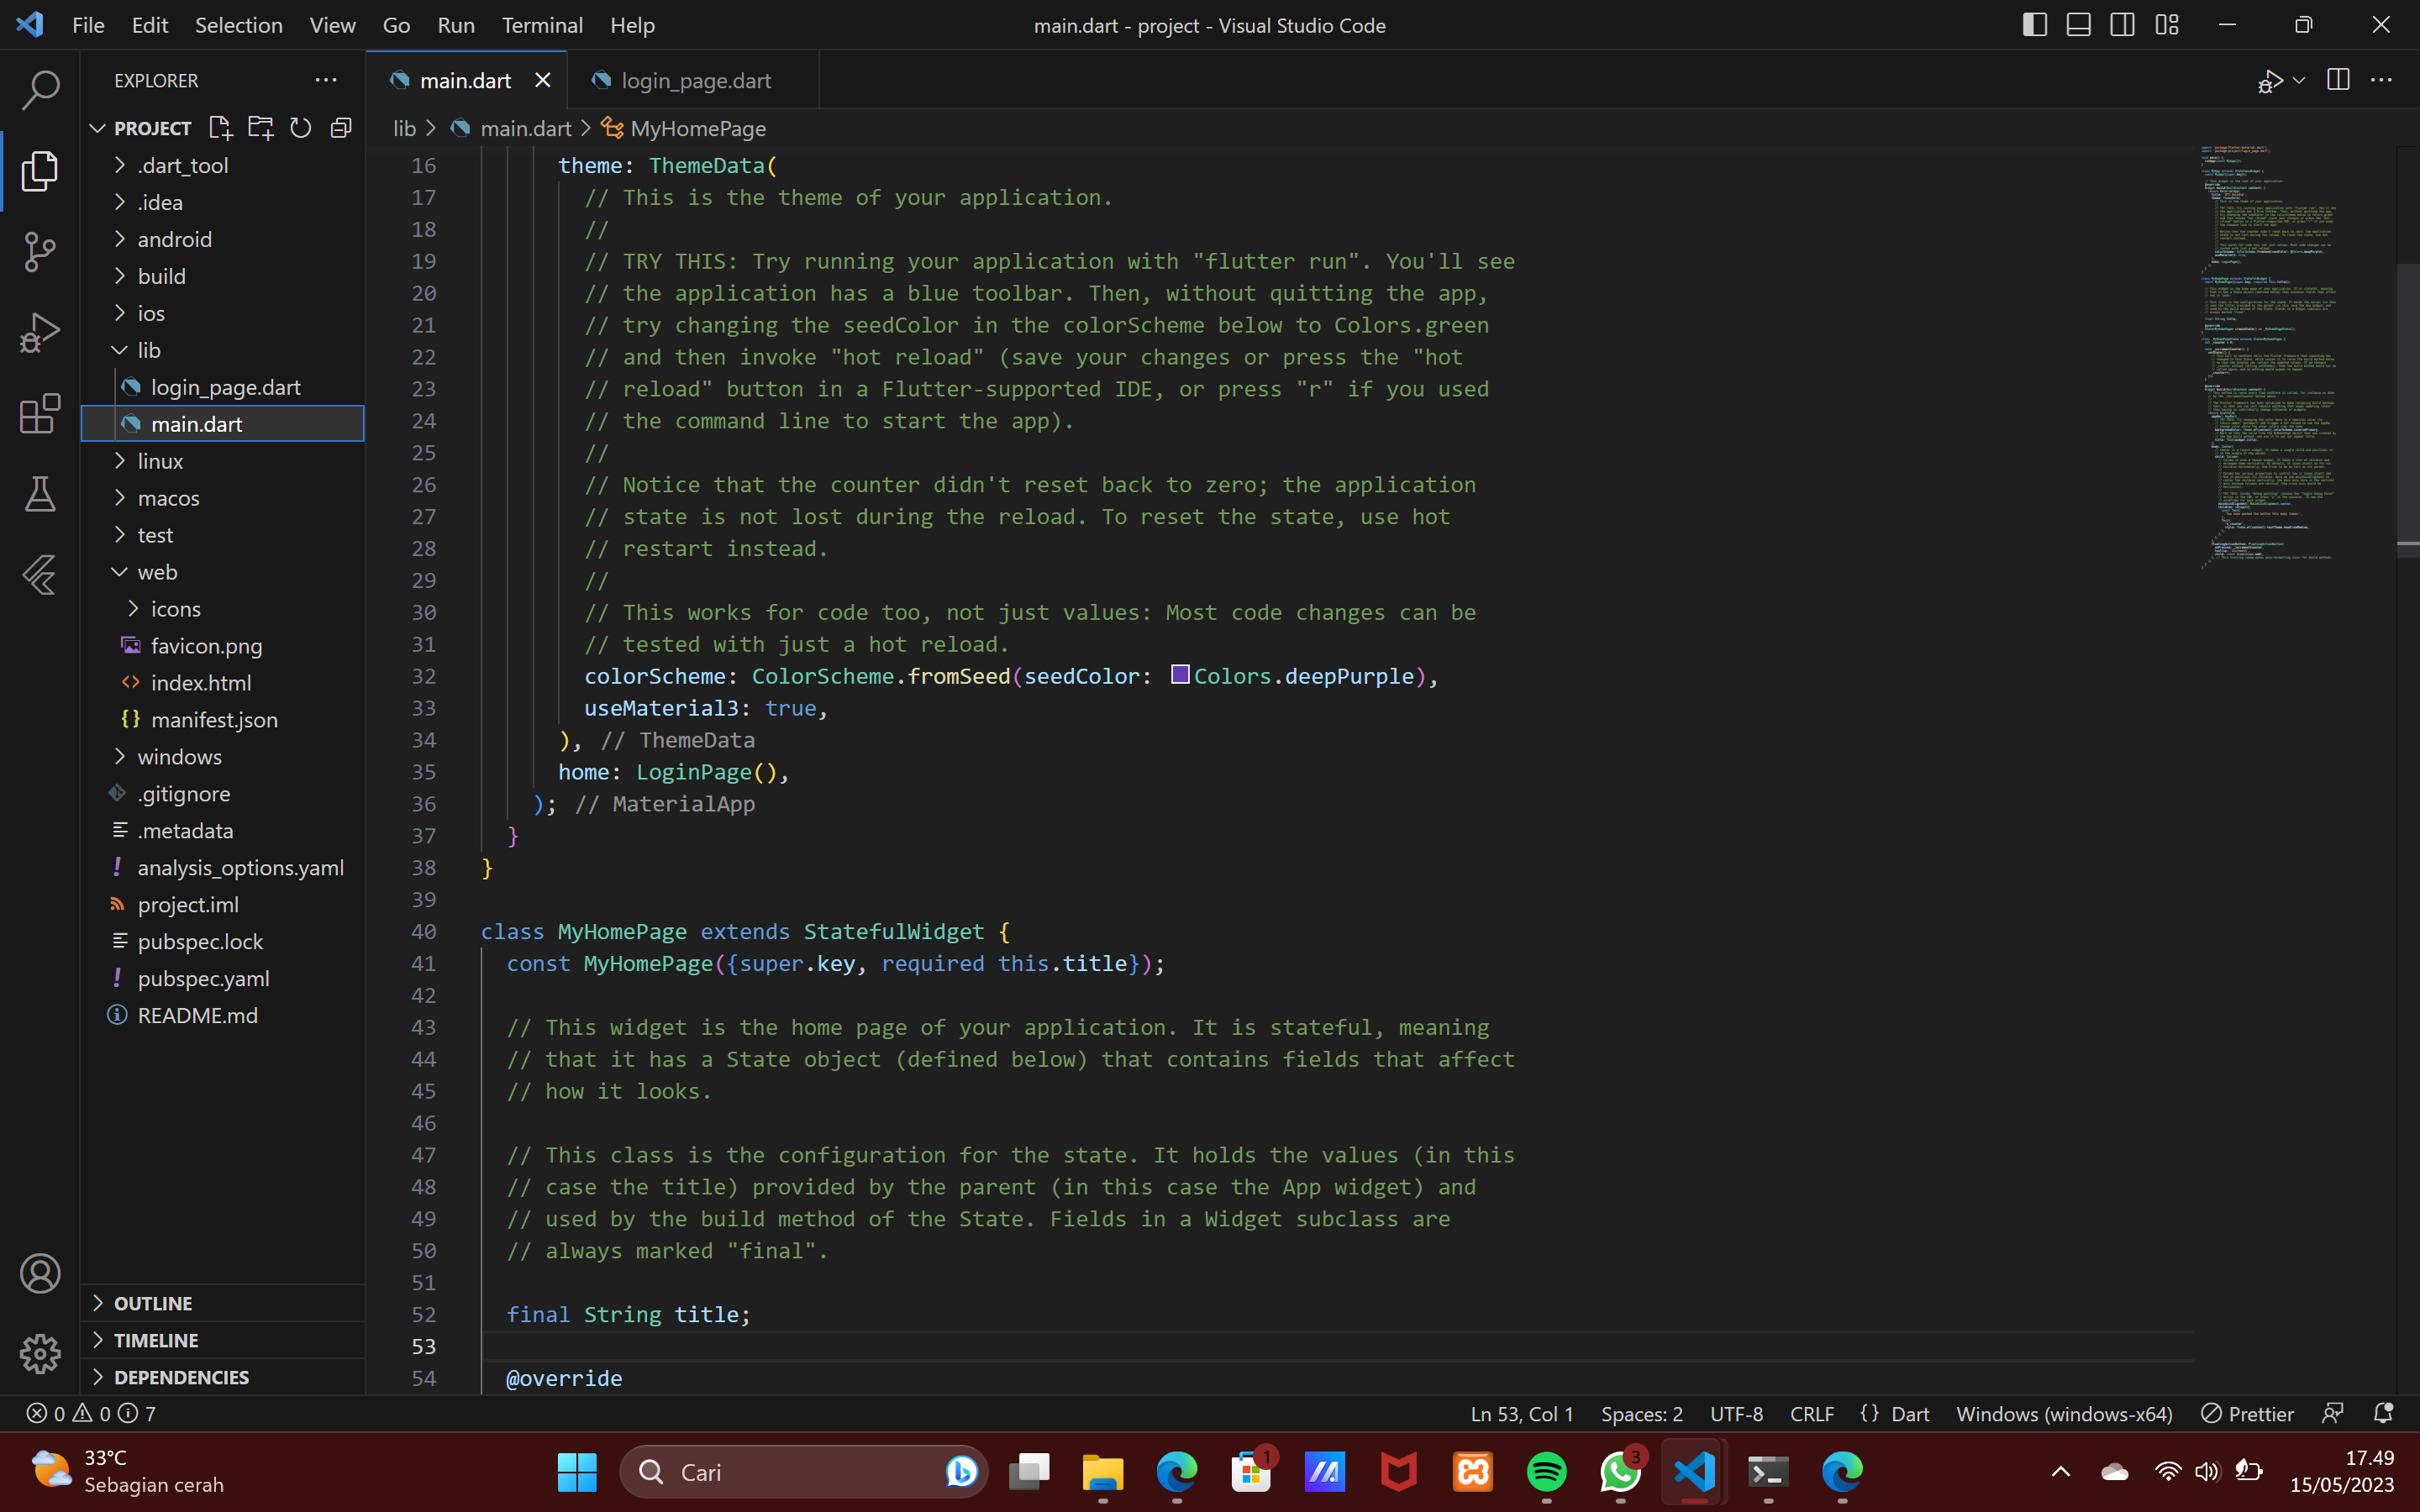 File Edit Selection View Go Run Terminal Help
main.dart - project - Visual Studio Code
EXPLORER
PROJECT
.dart_tool
.idea
android
build
ios
lib
login_page.dart
main.dart
linux
macos
test
web
icons
favicon.png
index.html
manifest.json
windows
.gitignore
.metadata
analysis_options.yaml
project.iml
pubspec.lock
pubspec.yaml
README.md
OUTLINE
TIMELINE
DEPENDENCIES
main.dart
login_page.dart
lib > main.dart > MyHomePage
16 theme: ThemeData(
17 // This is the theme of your application.
18 //
19 // TRY THIS: Try running your application with "flutter run". You'll see
20 // the application has a blue toolbar. Then, without quitting the app,
21 // try changing the seedColor in the colorScheme below to Colors.green
22 // and then invoke "hot reload" (save your changes or press the "hot
23 // reload" button in a Flutter-supported IDE, or press "r" if you used
24 // the command line to start the app).
25 //
26 // Notice that the counter didn't reset back to zero; the application
27 // state is not lost during the reload. To reset the state, use hot
28 // restart instead.
29 //
30 // This works for code too, not just values: Most code changes can be
31 // tested with just a hot reload.
32 colorScheme: ColorScheme.fromSeed(seedColor: Colors.deepPurple),
33 useMaterial3: true,
34 ), // ThemeData
35 home: LoginPage(),
36 ); // MaterialApp
37 }
38 }
39
40 class MyHomePage extends StatefulWidget {
41 const MyHomePage({super.key, required this.title});
42
43 // This widget is the home page of your application. It is stateful, meaning
44 // that it has a State object (defined below) that contains fields that affect
45 // how it looks.
46
47 // This class is the configuration for the state. It holds the values (in this
48 // case the title) provided by the parent (in this case the App widget) and
49 // used by the build method of the State. Fields in a Widget subclass are
50 // always marked "final".
51
52 final String title;
53
54 @override
0 0 7
Ln 53, Col 1 Spaces: 2 UTF-8 CRLF {} Dart Windows (windows-x64) Prettier
33°C
Sebagian cerah
Cari
1
3
17.49
15/05/2023